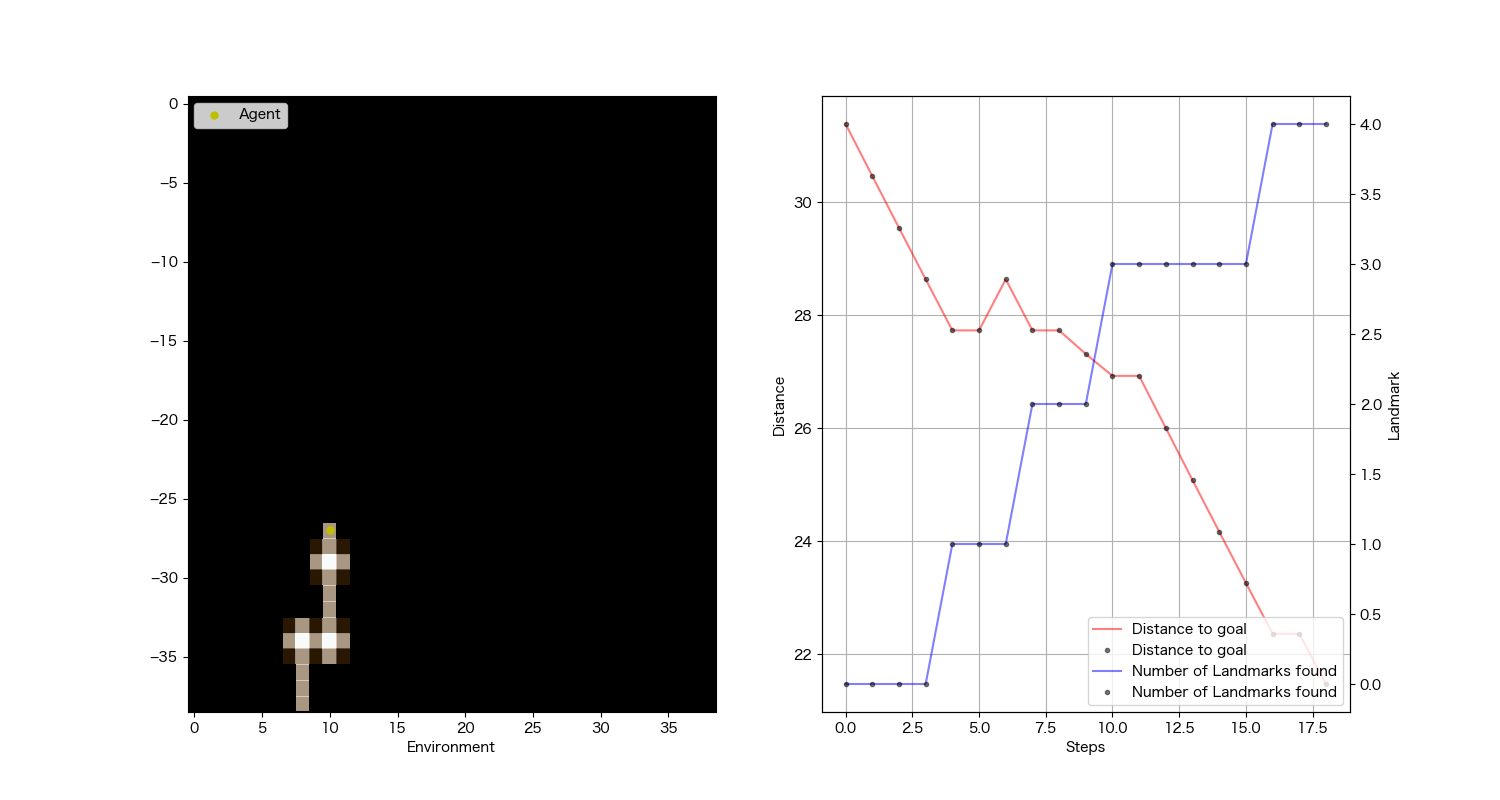 0
−5
−10
−15
−20
−25
−30
−35
Agent
0 5 10 15 20 25 30 35
Environment
30
28
26
24
22
Distance
4.0
3.5
3.0
2.5
2.0
1.5
1.0
0.5
0.0
Landmark
Distance to goal
Distance to goal
Number of Landmarks found
Number of Landmarks found
0.0 2.5 5.0 7.5 10.0 12.5 15.0 17.5
Steps